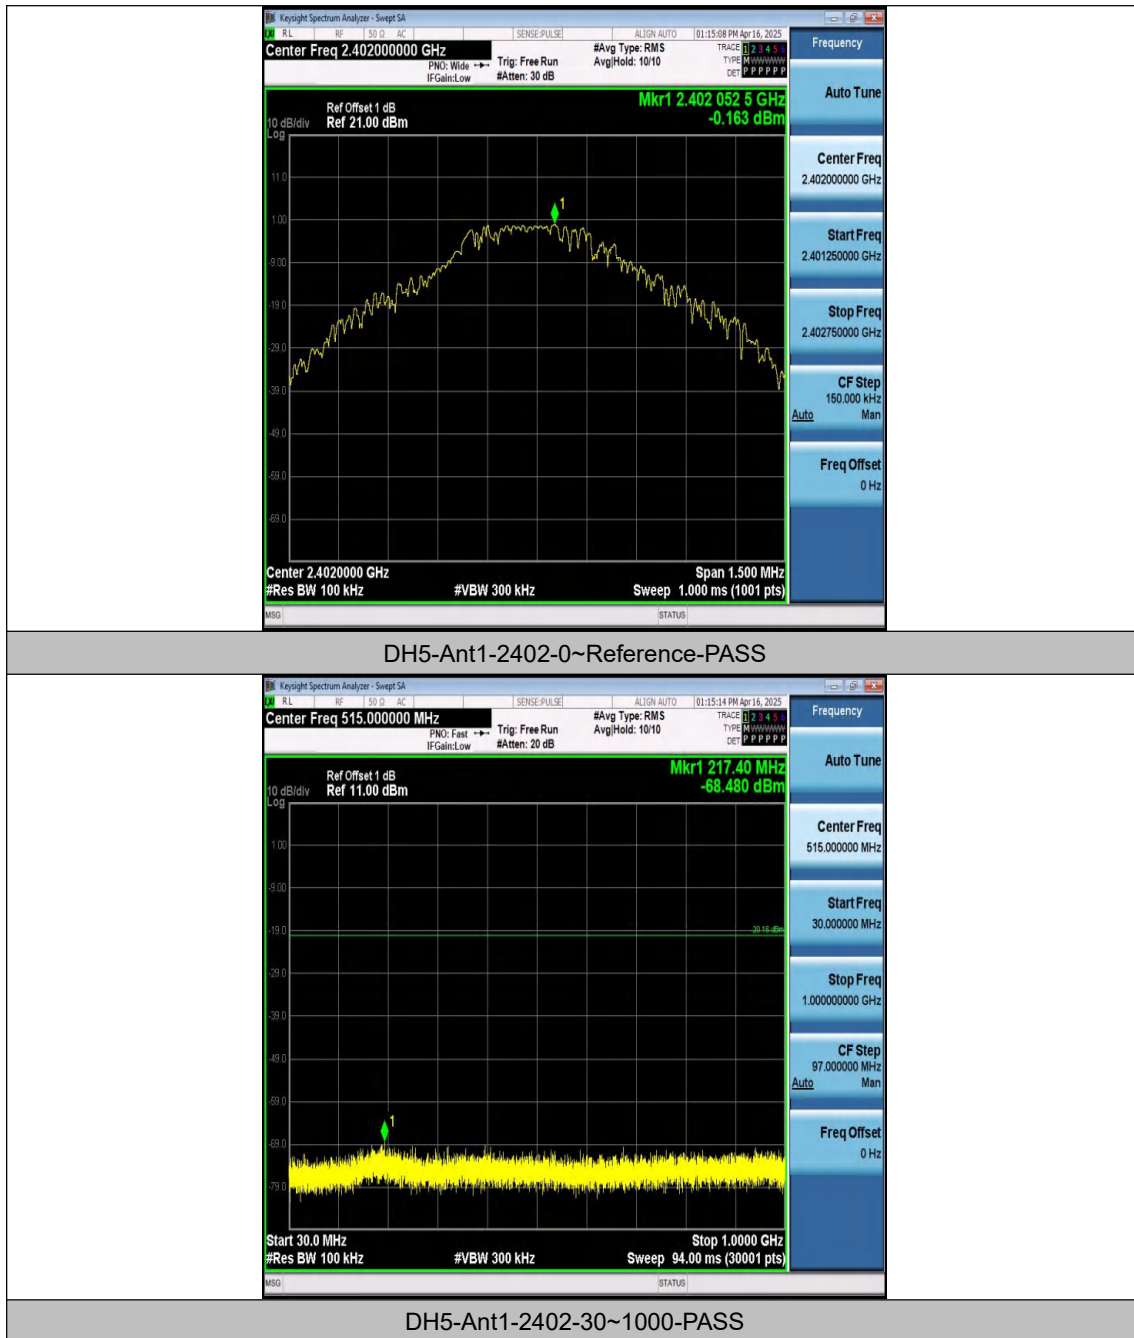 Keysight Spectrum Analyzer - Swept SA
RL RF 50 Ω AC SENSE:PULSE ALIGN AUTO 01:15:08 PM Apr 16, 2025
Center Freq 2.402000000 GHz
PNO: Wide
IFGain:Low
Trig: Free Run
#Atten: 30 dB
#Avg Type: RMS
Avg|Hold: 10/10
TRACE 1 2 3 4 5 6
TYPE M
DET P P P P P P
Frequency
Mkr1 2.402 052 5 GHz
-0.163 dBm
Ref Offset 1 dB
Ref 21.00 dBm
10 dB/div
Log
11.0
1.00
-9.00
-19.0
-29.0
-39.0
-49.0
-59.0
-69.0
1
Center 2.4020000 GHz
Span 1.500 MHz
#Res BW 100 kHz
#VBW 300 kHz
Sweep 1.000 ms (1001 pts)
MSG
STATUS
Auto Tune
Center Freq
2.402000000 GHz
Start Freq
2.401250000 GHz
Stop Freq
2.402750000 GHz
CF Step
150.000 kHz
Auto Man
Freq Offset
0 Hz
DH5-Ant1-2402-0~Reference-PASS
Keysight Spectrum Analyzer - Swept SA
RL RF 50 Ω AC SENSE:PULSE ALIGN AUTO 01:15:14 PM Apr 16, 2025
Center Freq 515.000000 MHz
PNO: Fast
IFGain:Low
Trig: Free Run
#Atten: 20 dB
#Avg Type: RMS
Avg|Hold: 10/10
TRACE 1 2 3 4 5 6
TYPE M
DET P P P P P P
Frequency
Mkr1 217.40 MHz
-68.480 dBm
Ref Offset 1 dB
Ref 11.00 dBm
10 dB/div
Log
1.00
-9.00
-19.0
-29.0
-39.0
-49.0
-59.0
-69.0
-79.0
-20.16 dBm
1
Start 30.0 MHz
Stop 1.0000 GHz
#Res BW 100 kHz
#VBW 300 kHz
Sweep 94.00 ms (30001 pts)
MSG
STATUS
Auto Tune
Center Freq
515.000000 MHz
Start Freq
30.000000 MHz
Stop Freq
1.000000000 GHz
CF Step
97.000000 MHz
Auto Man
Freq Offset
0 Hz
DH5-Ant1-2402-30~1000-PASS